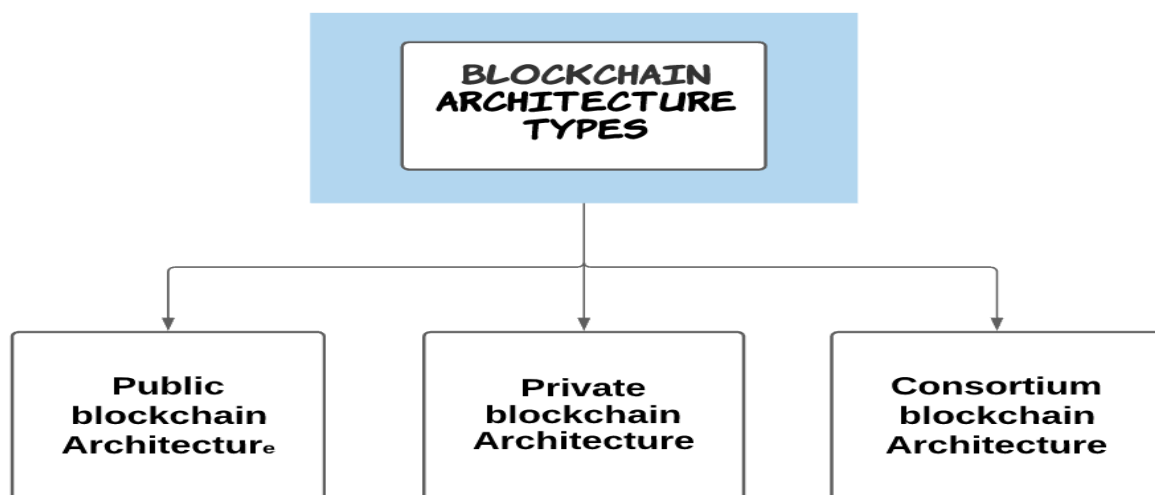 BLOCKCHAIN
ARCHITECTURE
TYPES
Public
blockchain
Architecture
Private
blockchain
Architecture
Consortium
blockchain
Architecture